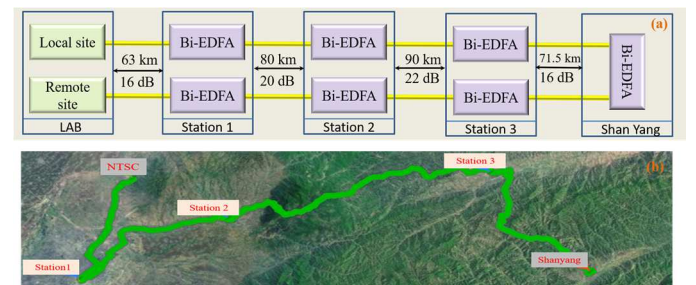 (a)
Local site
Bi-EDFA
Bi-EDFA
Bi-EDFA
Bi-EDFA
63 km
80 km
90 km
71.5 km
16 dB
20 dB
22 dB
16 dB
Remote
site
Bi-EDFA
Bi-EDFA
Bi-EDFA
LAB
Station 1
Station 2
Station 3
Shan Yang
(b)
NTSC
Station 3
Station 2
Station1
Shanyang